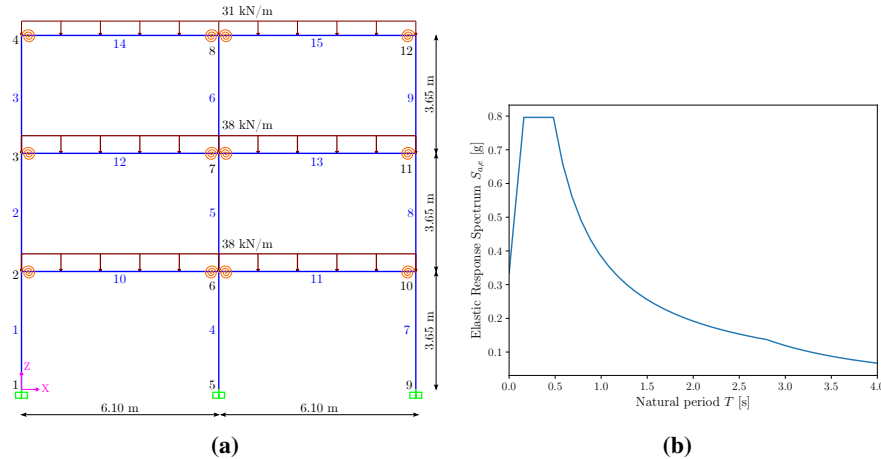 31 kN/m
4
14
8
15
12
3
6
9
3.65 m
38 kN/m
3
12
7
13
11
2
5
8
3.65 m
38 kN/m
2
10
6
11
10
1
4
7
3.65 m
Z
1
X
5
9
6.10 m
6.10 m
(a)
Elastic Response Spectrum S_{a,e} [g]
0.8
0.7
0.6
0.5
0.4
0.3
0.2
0.1
0.0 0.5 1.0 1.5 2.0 2.5 3.0 3.5 4.0
Natural period T [s]
(b)